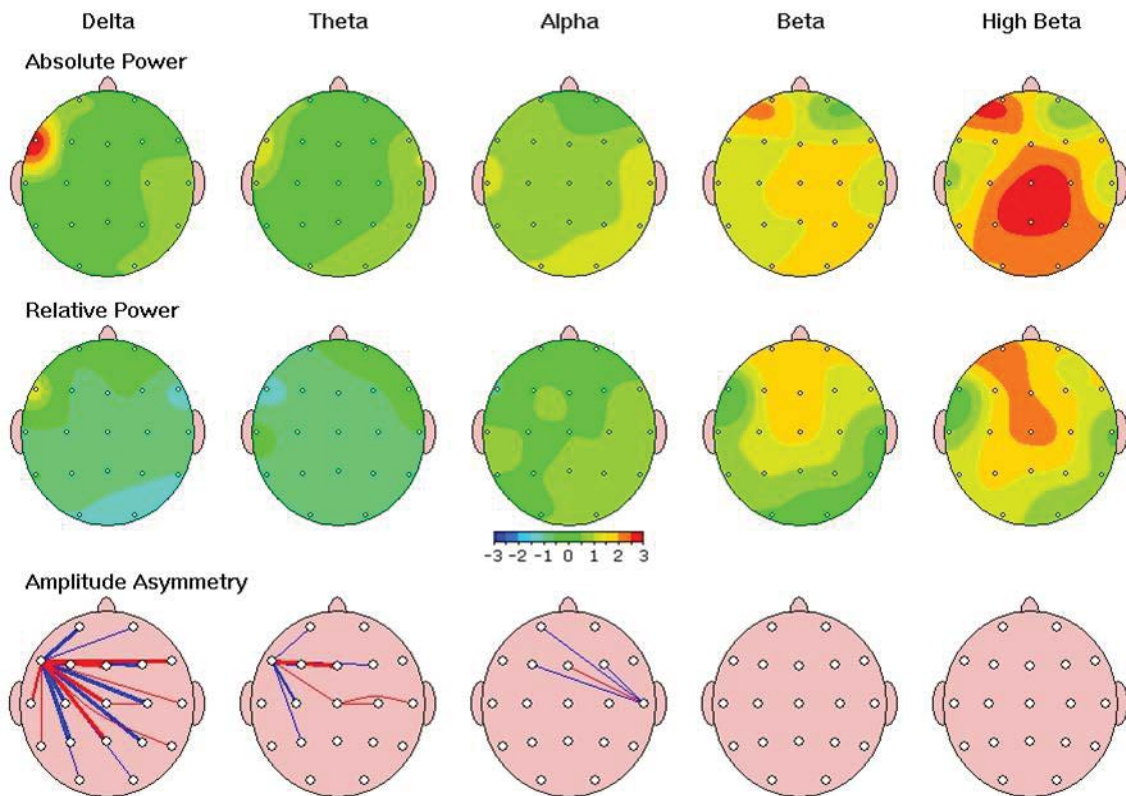 Delta Theta Alpha Beta High Beta
Absolute Power
Relative Power
-3 -2 -1 0 1 2 3
Amplitude Asymmetry